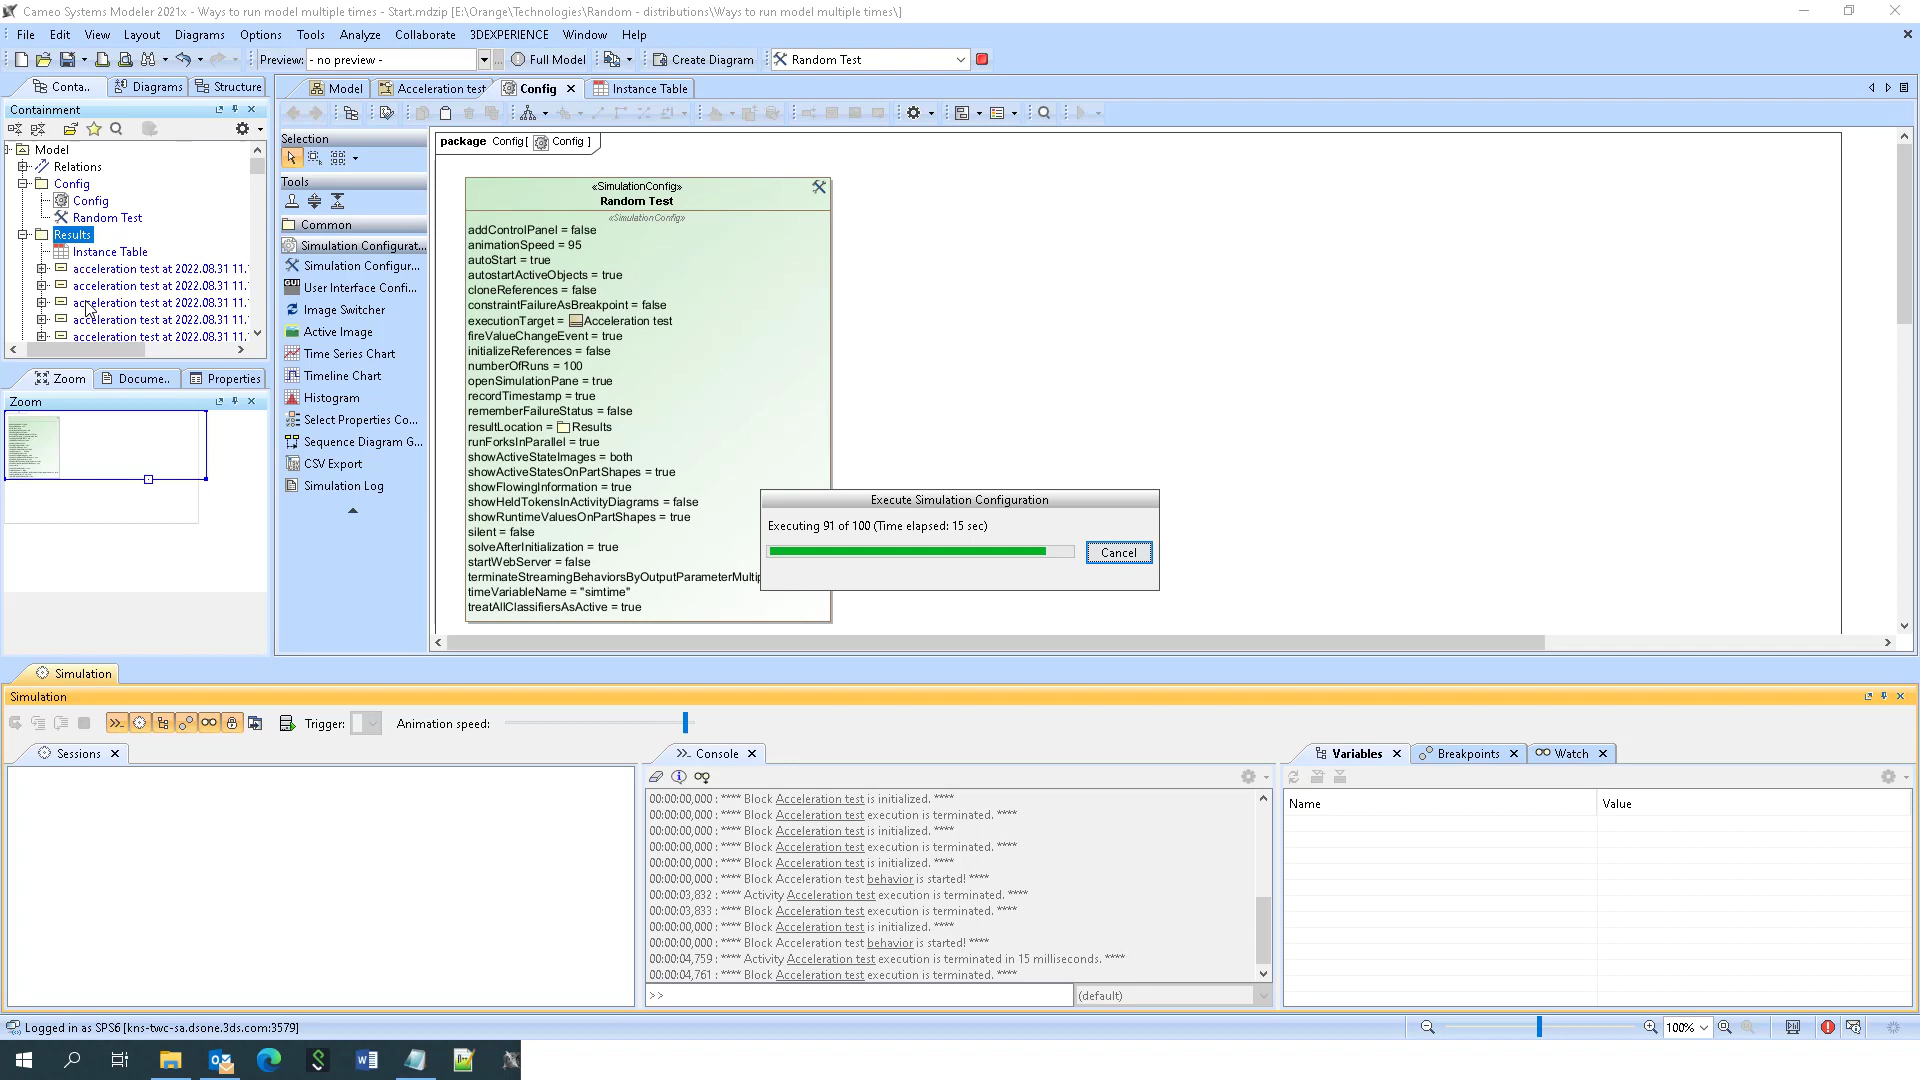 Cameo Systems Modeler 2021x - Ways to run model multiple times - Start.mdzip [E:\Orange\Technologies\Random - distributions\Ways to run model multiple times\]
File Edit View Layout Diagrams Options Tools Analyze Collaborate 3DEXPERIENCE Window Help
Preview: - no preview - Full Model Create Diagram Random Test
Conta.. Diagrams Structure
Model Acceleration test Config Instance Table
Containment
Model
Relations
Config
Config
Random Test
Results
Instance Table
acceleration test at 2022.08.31 11.
acceleration test at 2022.08.31 11.
acceleration test at 2022.08.31 11.
acceleration test at 2022.08.31 11.
acceleration test at 2022.08.31 11.
Zoom Docume.. Properties
Zoom
Selection
Tools
Common
Simulation Configurat...
Simulation Configur...
User Interface Confi...
Image Switcher
Active Image
Time Series Chart
Timeline Chart
Histogram
Select Properties Co...
Sequence Diagram G...
CSV Export
Simulation Log
package Config [ Config ]
«SimulationConfig»
Random Test
«SimulationConfig»
addControlPanel = false
animationSpeed = 95
autoStart = true
autostartActiveObjects = true
cloneReferences = false
constraintFailureAsBreakpoint = false
executionTarget = Acceleration test
fireValueChangeEvent = true
initializeReferences = false
numberOfRuns = 100
openSimulationPane = true
recordTimestamp = true
rememberFailureStatus = false
resultLocation = Results
runForksInParallel = true
showActiveStateImages = both
showActiveStatesOnPartShapes = true
showFlowingInformation = true
showHeldTokensInActivityDiagrams = false
showRuntimeValuesOnPartShapes = true
silent = false
solveAfterInitialization = true
startWebServer = false
terminateStreamingBehaviorsByOutputParameterMultip
timeVariableName = "simtime"
treatAllClassifiersAsActive = true
Execute Simulation Configuration
Executing 91 of 100 (Time elapsed: 15 sec)
Cancel
Simulation
Simulation
Trigger: Animation speed:
Sessions
Console
Variables Breakpoints Watch
Name Value
00:00:00,000 : **** Block Acceleration test is initialized. ****
00:00:00,000 : **** Block Acceleration test execution is terminated. ****
00:00:00,000 : **** Block Acceleration test is initialized. ****
00:00:00,000 : **** Block Acceleration test execution is terminated. ****
00:00:00,000 : **** Block Acceleration test is initialized. ****
00:00:00,000 : **** Block Acceleration test behavior is started! ****
00:00:03,832 : **** Activity Acceleration test execution is terminated. ****
00:00:03,833 : **** Block Acceleration test execution is terminated. ****
00:00:00,000 : **** Block Acceleration test is initialized. ****
00:00:00,000 : **** Block Acceleration test behavior is started! ****
00:00:04,759 : **** Activity Acceleration test execution is terminated in 15 milliseconds. ****
00:00:04,761 : **** Block Acceleration test execution is terminated. ****
>> (default)
Logged in as SPS6 [kns-twc-sa.dsone.3ds.com:3579]
100%